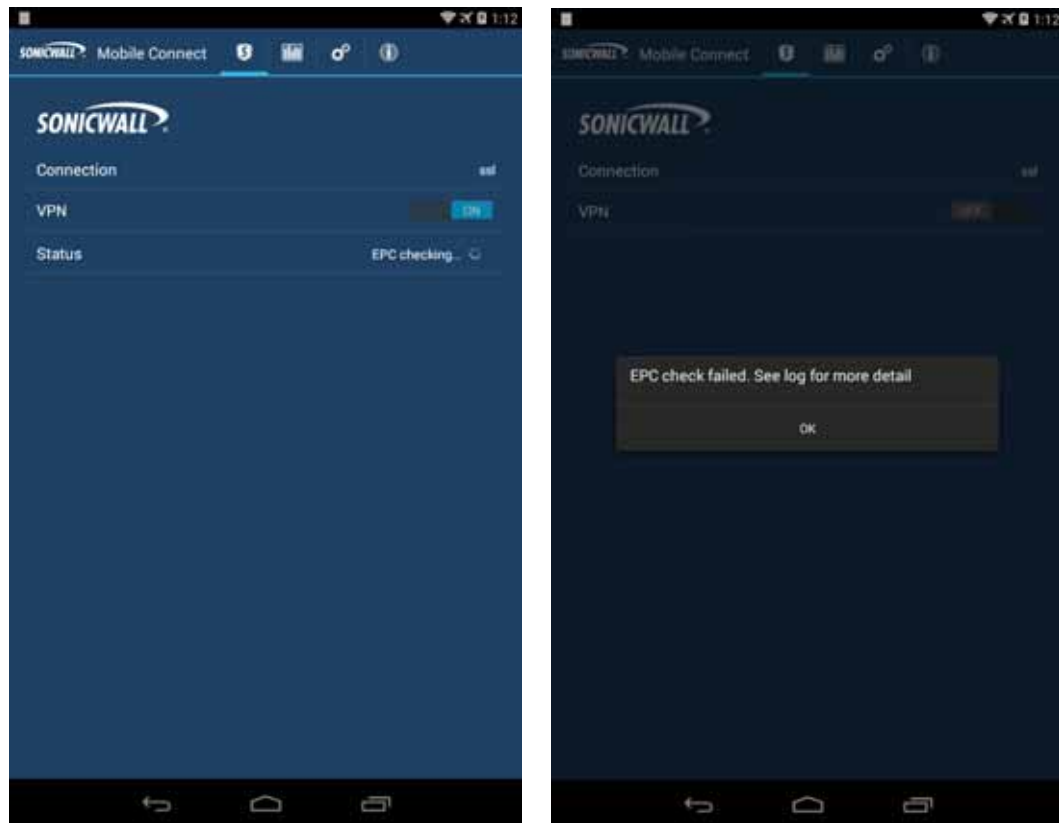 1:12
SONICWALL Mobile Connect
SONICWALL
Connection ssl
VPN ON
Status EPC checking...
1:12
SONICWALL Mobile Connect
SONICWALL
Connection ssl
VPN OFF
EPC check failed. See log for more detail
OK